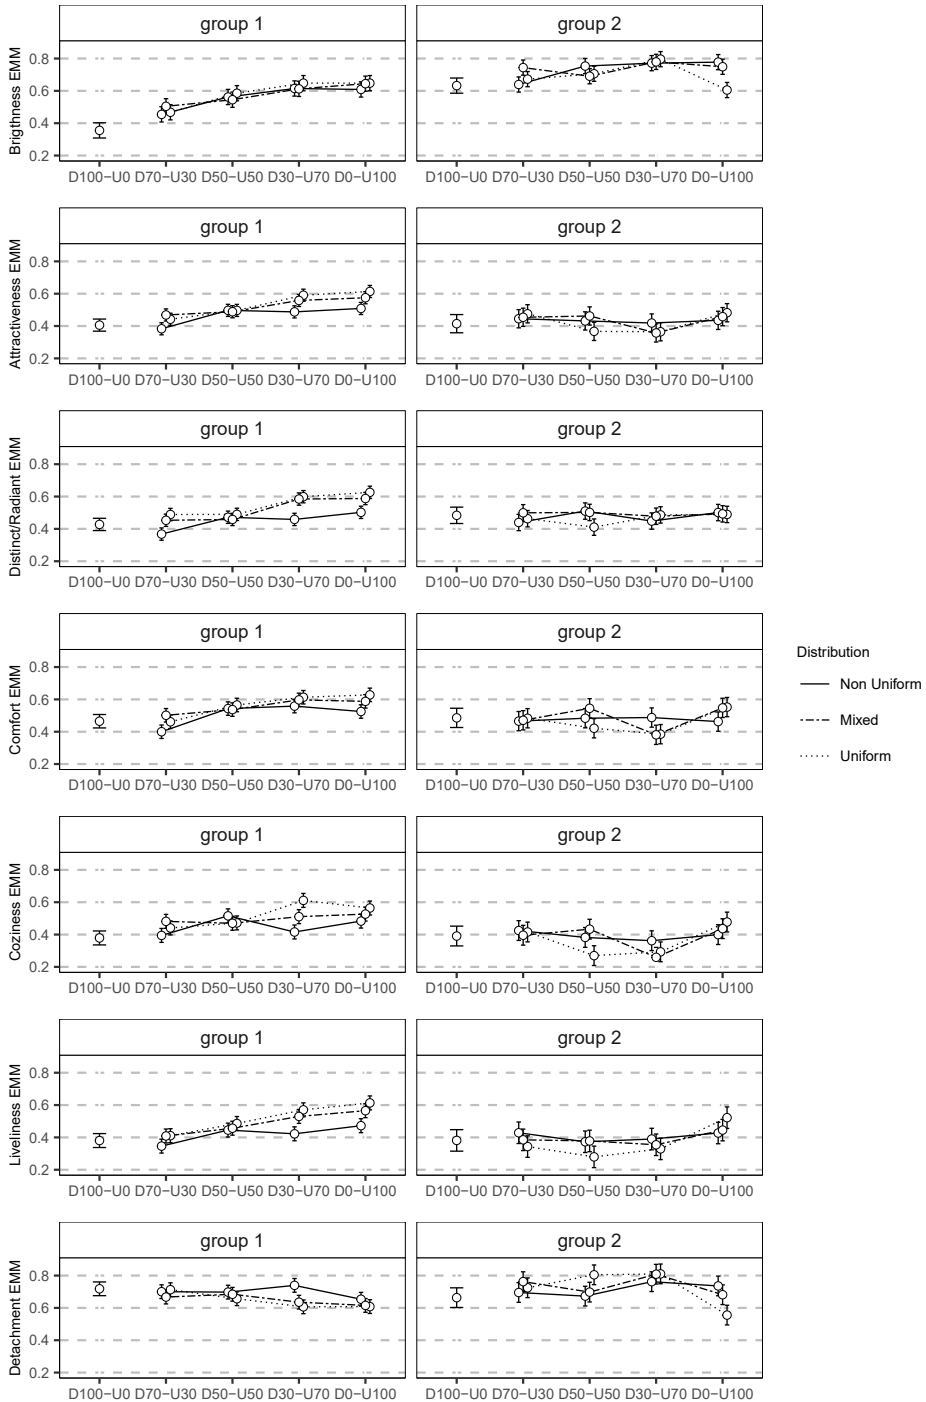 group 1 group 2
Brigthness EMM
0.8
0.6
0.4
0.2
D100−U0 D70−U30 D50−U50 D30−U70 D0−U100 D100−U0 D70−U30 D50−U50 D30−U70 D0−U100
group 1 group 2
Attractiveness EMM
0.8
0.6
0.4
0.2
D100−U0 D70−U30 D50−U50 D30−U70 D0−U100 D100−U0 D70−U30 D50−U50 D30−U70 D0−U100
group 1 group 2
Distinct/Radiant EMM
0.8
0.6
0.4
0.2
D100−U0 D70−U30 D50−U50 D30−U70 D0−U100 D100−U0 D70−U30 D50−U50 D30−U70 D0−U100
group 1 group 2
Comfort EMM
0.8
0.6
0.4
0.2
D100−U0 D70−U30 D50−U50 D30−U70 D0−U100 D100−U0 D70−U30 D50−U50 D30−U70 D0−U100
Distribution
Non Uniform
Mixed
Uniform
group 1 group 2
Coziness EMM
0.8
0.6
0.4
0.2
D100−U0 D70−U30 D50−U50 D30−U70 D0−U100 D100−U0 D70−U30 D50−U50 D30−U70 D0−U100
group 1 group 2
Liveliness EMM
0.8
0.6
0.4
0.2
D100−U0 D70−U30 D50−U50 D30−U70 D0−U100 D100−U0 D70−U30 D50−U50 D30−U70 D0−U100
group 1 group 2
Detachment EMM
0.8
0.6
0.4
0.2
D100−U0 D70−U30 D50−U50 D30−U70 D0−U100 D100−U0 D70−U30 D50−U50 D30−U70 D0−U100